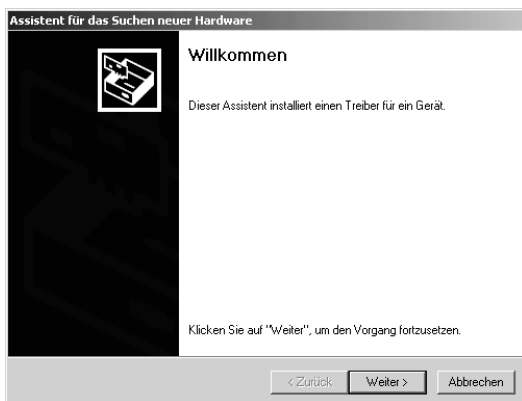 Assistent für das Suchen neuer Hardware
Willkommen
Dieser Assistent installiert einen Treiber für ein Gerät.
Klicken Sie auf "Weiter", um den Vorgang fortzusetzen.
< Zurück Weiter > Abbrechen